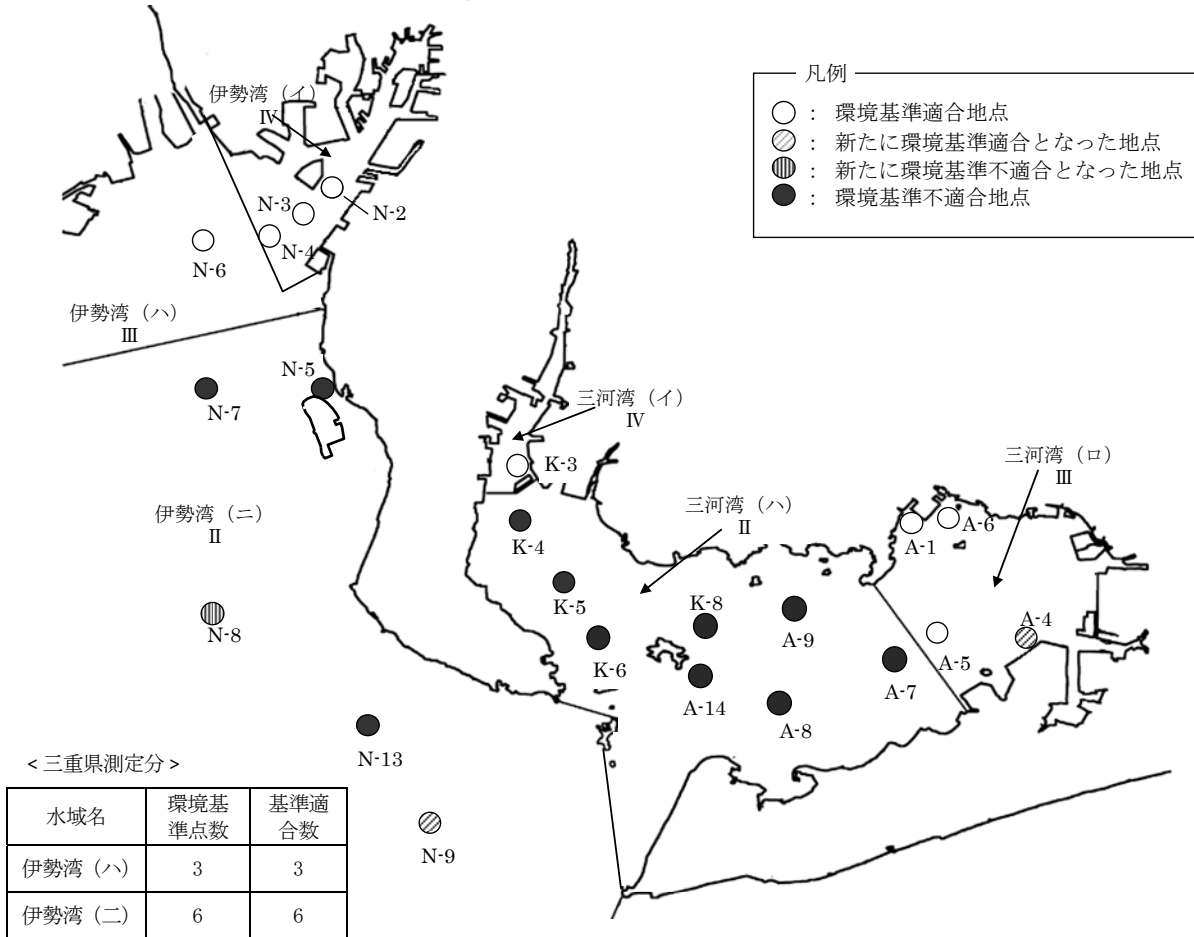 凡例
○ : 環境基準適合地点
: 新たに環境基準適合となった地点
: 新たに環境基準不適合となった地点
● : 環境基準不適合地点
伊勢湾（イ）
Ⅳ
N-3
N-2
N-4
N-6
伊勢湾（ハ）
Ⅲ
N-5
N-7
三河湾（イ）
Ⅳ
K-3
三河湾（ロ）
Ⅲ
伊勢湾（ニ）
Ⅱ
三河湾（ハ）
Ⅱ
K-4
A-1
A-6
K-5
K-8
A-9
A-4
N-8
K-6
A-5
A-7
A-14
A-8
N-13
N-9
＜三重県測定分＞
水域名 環境基準点数 基準適合数
伊勢湾（ハ） 3 3
伊勢湾（二） 6 6